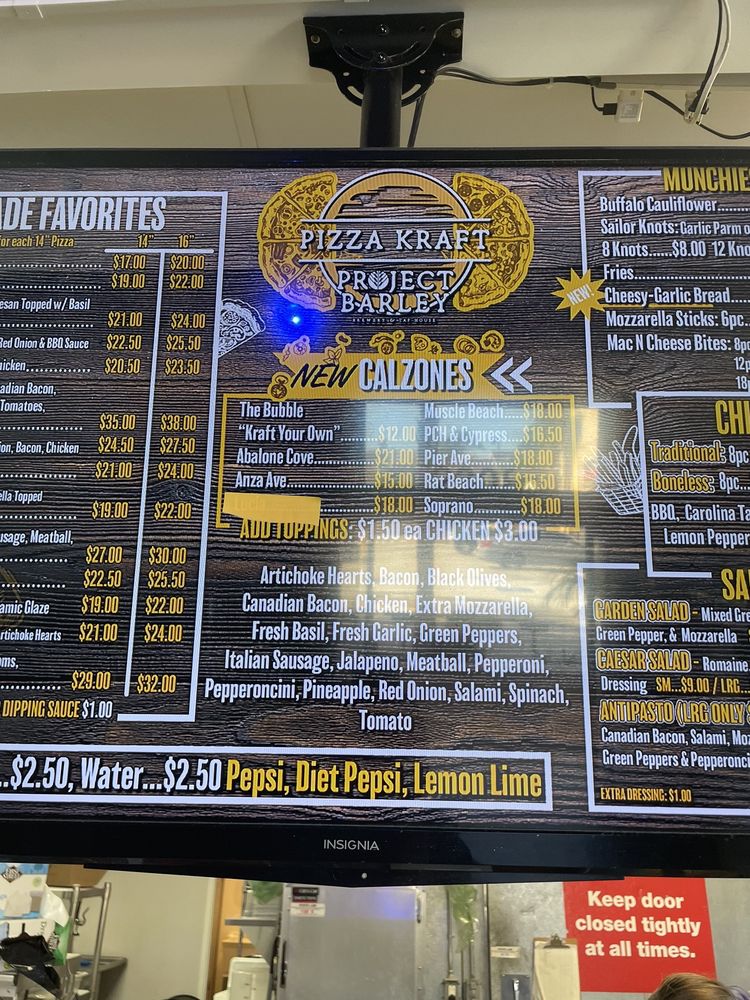 ADE FAVORITES
for each 14" Pizza 14" 16"
$17.00 $20.00
$19.00 $22.00
esan Topped w/ Basil
$21.00 $24.00
Red Onion & BBQ Sauce $22.50 $25.50
hicken $20.50 $23.50
adian Bacon,
Tomatoes,
$35.00 $38.00
on, Bacon, Chicken $24.50 $27.50
$21.00 $24.00
ella Topped
$19.00 $22.00
usage, Meatball,
$27.00 $30.00
$22.50 $25.50
amic Glaze $19.00 $22.00
rtichoke Hearts $21.00 $24.00
oms,
$29.00 $32.00
DIPPING SAUCE $1.00
PIZZA KRAFT
PROJECT
BARLEY
BREWERY & TAP HOUSE
NEW CALZONES
The Bubble
"Kraft Your Own"..........$12.00
Abalone Cove..........$21.00
Anza Ave..........$15.00
..........$18.00
Muscle Beach.....$18.00
PCH & Cypress....$16.50
Pier Ave..........$18.00
Rat Beach.......$16.50
Soprano..........$18.00
ADD TOPPINGS: $1.50 ea CHICKEN $3.00
Artichoke Hearts, Bacon, Black Olives,
Canadian Bacon, Chicken, Extra Mozzarella,
Fresh Basil, Fresh Garlic, Green Peppers,
Italian Sausage, Jalapeno, Meatball, Pepperoni,
Pepperoncini, Pineapple, Red Onion, Salami, Spinach,
Tomato
...$2.50, Water...$2.50 Pepsi, Diet Pepsi, Lemon Lime
MUNCHIE
Buffalo Cauliflower
Sailor Knots: Garlic Parm o
8 Knots......$8.00 12 Kno
Fries
NEW!
Cheesy-Garlic Bread
Mozzarella Sticks: 6pc.
Mac N Cheese Bites: 8pc
12p
18
CHI
Traditional: 8pc
Boneless: 8pc...
BBQ, Carolina Ta
Lemon Pepper
SA
GARDEN SALAD - Mixed Gre
Green Pepper, & Mozzarella
CAESAR SALAD - Romaine
Dressing SM...$9.00 / LRG...
ANTIPASTO (LRG ONLY $
Canadian Bacon, Salami, Moz
Green Peppers & Pepperonci
EXTRA DRESSING: $1.00
INSIGNIA
Keep door
closed tightly
at all times.